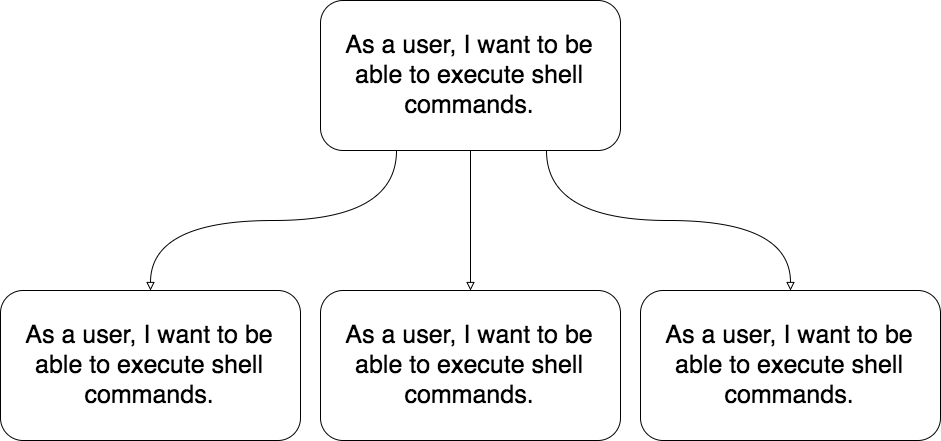 As a user, I want to be
able to execute shell
commands.
As a user, I want to be
able to execute shell
commands.
As a user, I want to be
able to execute shell
commands.
As a user, I want to be
able to execute shell
commands.